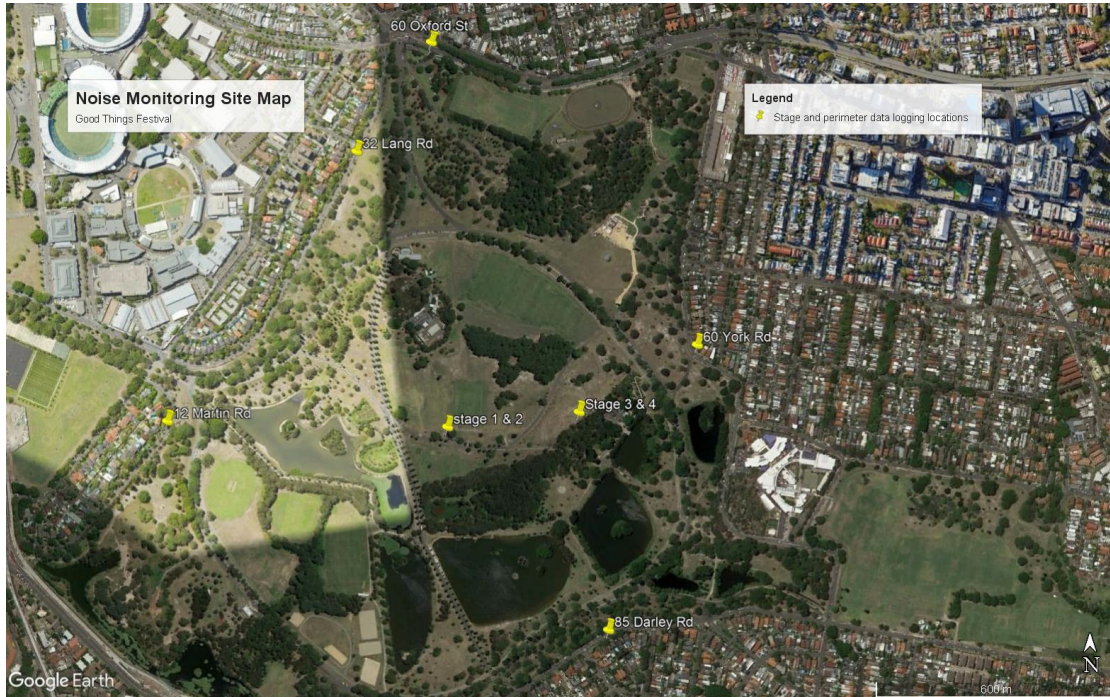 60 Oxford St
Noise Monitoring Site Map
Good Things Festival
Legend
Stage and perimeter data logging locations
32 Lang Rd
60 York Rd
12 Martin Rd
stage 1 & 2
Stage 3 & 4
85 Darley Rd
N
Google Earth
600 m